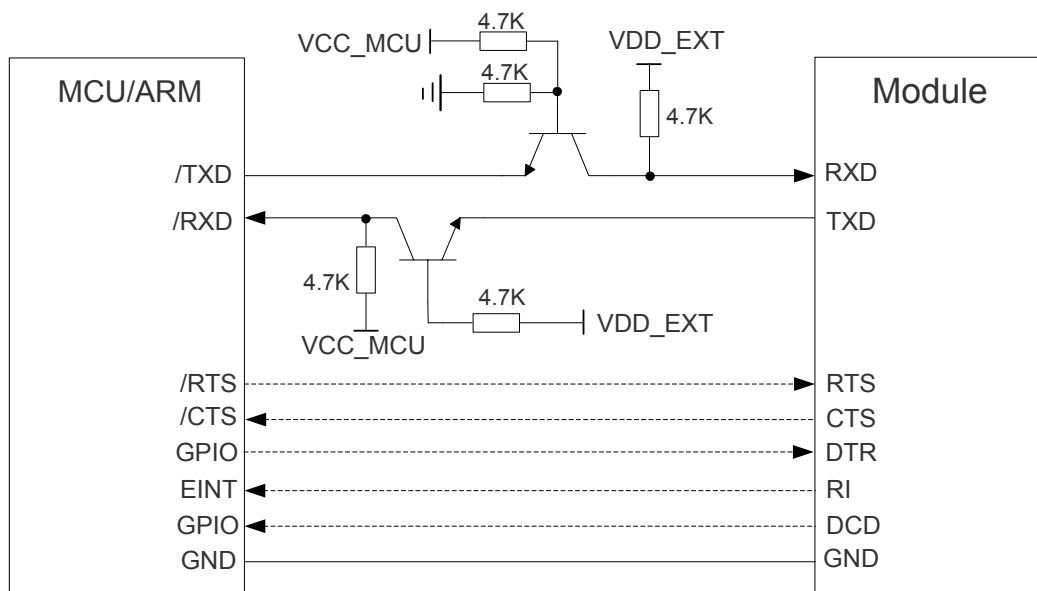 4.7K
VCC_MCU
VDD_EXT
4.7K
MCU/ARM
Module
4.7K
/TXD
RXD
/RXD
TXD
4.7K
4.7K
VDD_EXT
VCC_MCU
/RTS
RTS
/CTS
CTS
GPIO
DTR
EINT
RI
GPIO
DCD
GND
GND